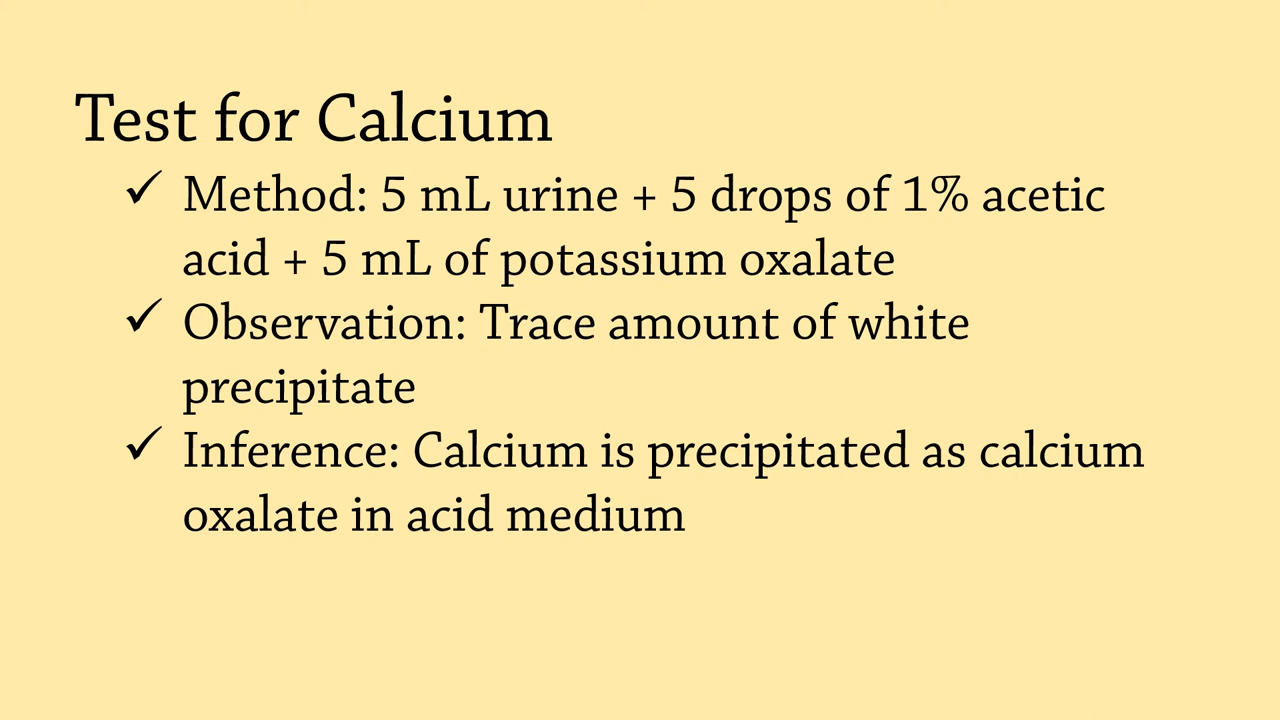 Test for Calcium
✓ Method: 5 mL urine + 5 drops of 1% acetic
acid + 5 mL of potassium oxalate
✓ Observation: Trace amount of white
precipitate
✓ Inference: Calcium is precipitated as calcium
oxalate in acid medium